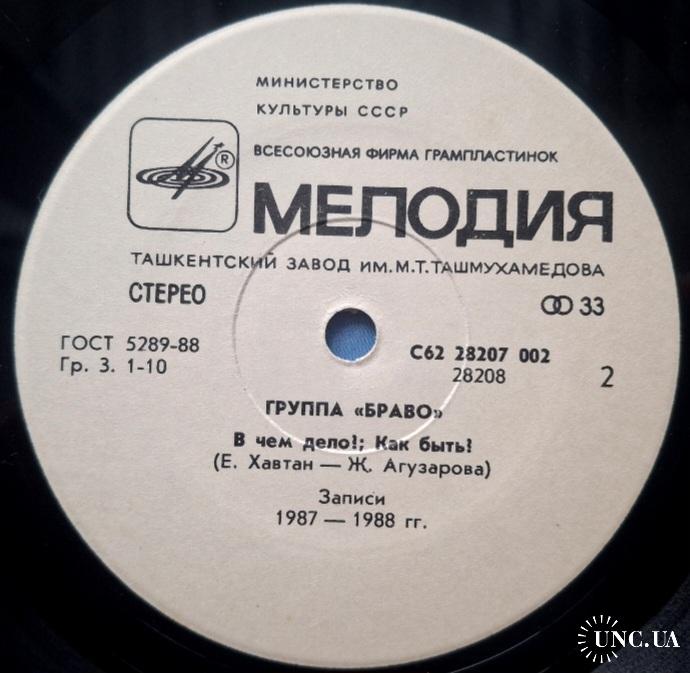 МИНИСТЕРСТВО
КУЛЬТУРЫ СССР
®
ВСЕСОЮЗНАЯ ФИРМА ГРАМПЛАСТИНОК
МЕЛОДИЯ
ТАШКЕНТСКИЙ ЗАВОД ИМ. М.Т. ТАШМУХАМЕДОВА
СТЕРЕО
33
ГОСТ 5289-88
Гр. 3. 1-10
С62 28207 002
28208
2
ГРУППА «БРАВО»
В чем дело?; Как быть?
(Е. Хавтан — Ж. Агузарова)
Записи
1987 — 1988 гг.
UNC.UA